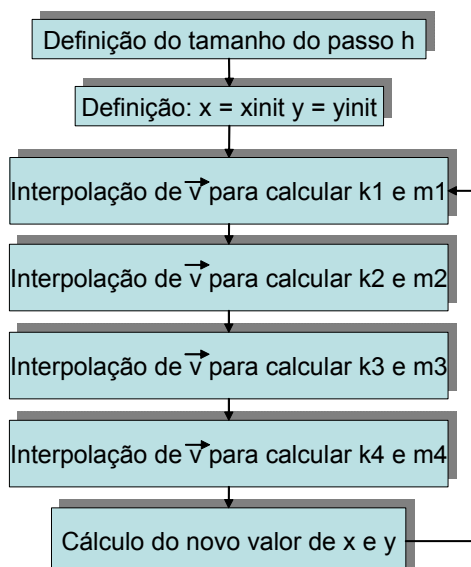 Definição do tamanho do passo h
Definição: x = xinit y = yinit
Interpolação de v para calcular k1 e m1
Interpolação de v para calcular k2 e m2
Interpolação de v para calcular k3 e m3
Interpolação de v para calcular k4 e m4
Cálculo do novo valor de x e y